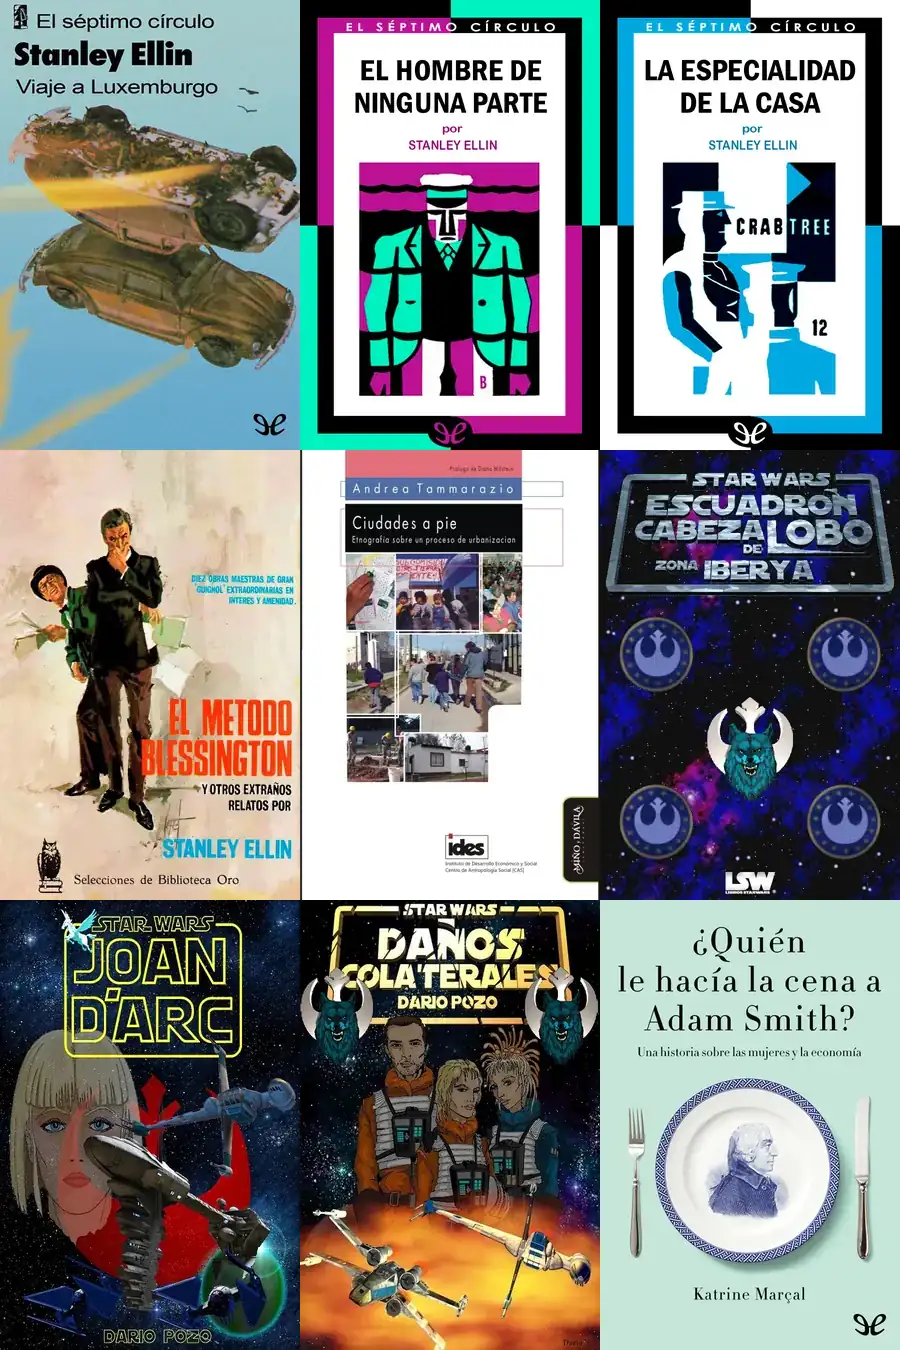 El séptimo círculo
Stanley Ellin
Viaje a Luxemburgo
EL SÉPTIMO CÍRCULO
EL HOMBRE DE
NINGUNA PARTE
por
STANLEY ELLIN
B
EL SÉPTIMO CÍRCULO
LA ESPECIALIDAD
DE LA CASA
por
STANLEY ELLIN
CRABTREE
12
DIEZ OBRAS MAESTRAS DE GRAN
"GUIGNOL" EXTRAORDINARIAS EN
INTERES Y AMENIDAD.
EL METODO
BLESSINGTON
Y OTROS EXTRAÑOS
RELATOS POR
STANLEY ELLIN
Selecciones de Biblioteca Oro
Prólogo de Diana Milstein
Andrea Tammarazio
Ciudades a pie
Etnografía sobre un proceso de urbanizacion
ides
Instituto de Desarrollo Económico y Social
Centro de Antropología Social [CAS]
MIÑO y DÁVILA
STAR WARS
ESCUADRÓN
CABEZA LOBO
DE
ZONA IBERYA
LSW
LIBROS STAR WARS
STAR WARS
JOAN
D'ARC
DARIO POZO
STAR WARS
DAÑOS
COLATERALES
DARIO POZO
¿Quién
le hacía la cena a
Adam Smith?
Una historia sobre las mujeres y la economía
Katrine Marçal